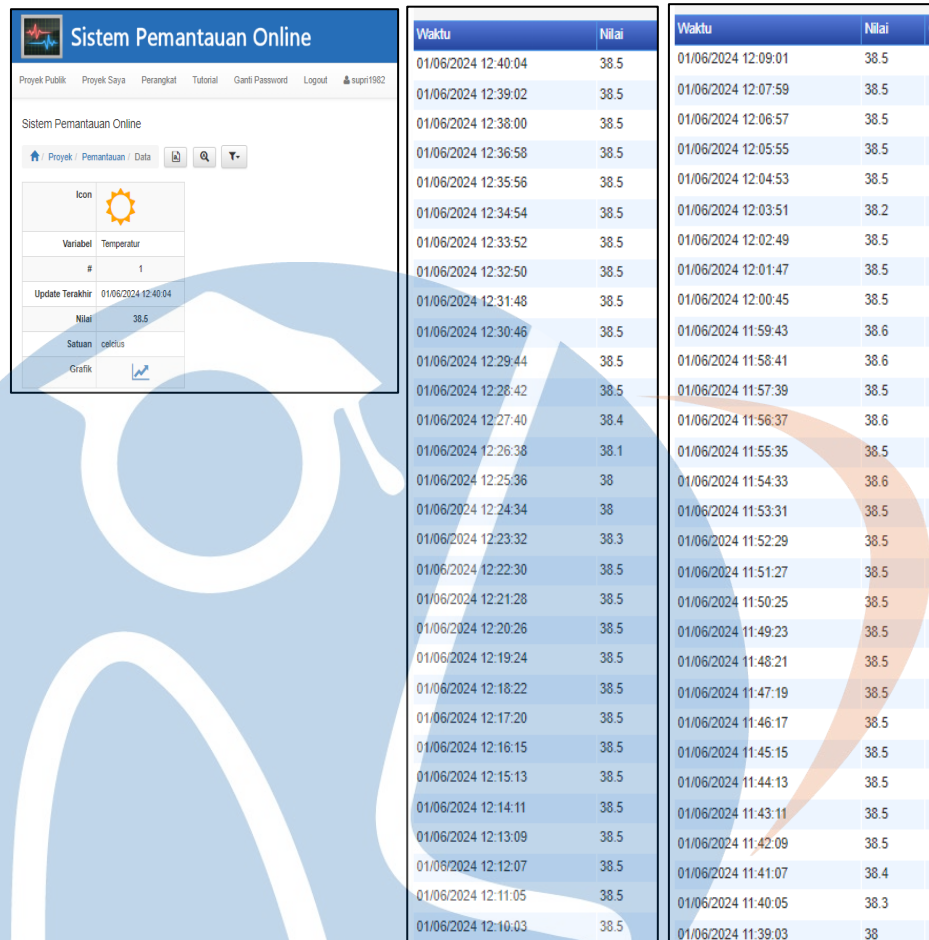 Sistem Pemantauan Online
Proyek Publik Proyek Saya Perangkat Tutorial Ganti Password Logout supri1982
Sistem Pemantauan Online
/ Proyek / Pemantauan / Data
Icon
Variabel Temperatur
# 1
Update Terakhir 01/06/2024 12:40:04
Nilai 38.5
Satuan celcius
Grafik
Waktu Nilai
01/06/2024 12:40:04 38.5
01/06/2024 12:39:02 38.5
01/06/2024 12:38:00 38.5
01/06/2024 12:36:58 38.5
01/06/2024 12:35:56 38.5
01/06/2024 12:34:54 38.5
01/06/2024 12:33:52 38.5
01/06/2024 12:32:50 38.5
01/06/2024 12:31:48 38.5
01/06/2024 12:30:46 38.5
01/06/2024 12:29:44 38.5
01/06/2024 12:28:42 38.5
01/06/2024 12:27:40 38.4
01/06/2024 12:26:38 38.1
01/06/2024 12:25:36 38
01/06/2024 12:24:34 38
01/06/2024 12:23:32 38.3
01/06/2024 12:22:30 38.5
01/06/2024 12:21:28 38.5
01/06/2024 12:20:26 38.5
01/06/2024 12:19:24 38.5
01/06/2024 12:18:22 38.5
01/06/2024 12:17:20 38.5
01/06/2024 12:16:15 38.5
01/06/2024 12:15:13 38.5
01/06/2024 12:14:11 38.5
01/06/2024 12:13:09 38.5
01/06/2024 12:12:07 38.5
01/06/2024 12:11:05 38.5
01/06/2024 12:10:03 38.5
Waktu Nilai
01/06/2024 12:09:01 38.5
01/06/2024 12:07:59 38.5
01/06/2024 12:06:57 38.5
01/06/2024 12:05:55 38.5
01/06/2024 12:04:53 38.5
01/06/2024 12:03:51 38.2
01/06/2024 12:02:49 38.5
01/06/2024 12:01:47 38.5
01/06/2024 12:00:45 38.5
01/06/2024 11:59:43 38.6
01/06/2024 11:58:41 38.6
01/06/2024 11:57:39 38.5
01/06/2024 11:56:37 38.6
01/06/2024 11:55:35 38.5
01/06/2024 11:54:33 38.6
01/06/2024 11:53:31 38.5
01/06/2024 11:52:29 38.5
01/06/2024 11:51:27 38.5
01/06/2024 11:50:25 38.5
01/06/2024 11:49:23 38.5
01/06/2024 11:48:21 38.5
01/06/2024 11:47:19 38.5
01/06/2024 11:46:17 38.5
01/06/2024 11:45:15 38.5
01/06/2024 11:44:13 38.5
01/06/2024 11:43:11 38.5
01/06/2024 11:42:09 38.5
01/06/2024 11:41:07 38.4
01/06/2024 11:40:05 38.3
01/06/2024 11:39:03 38